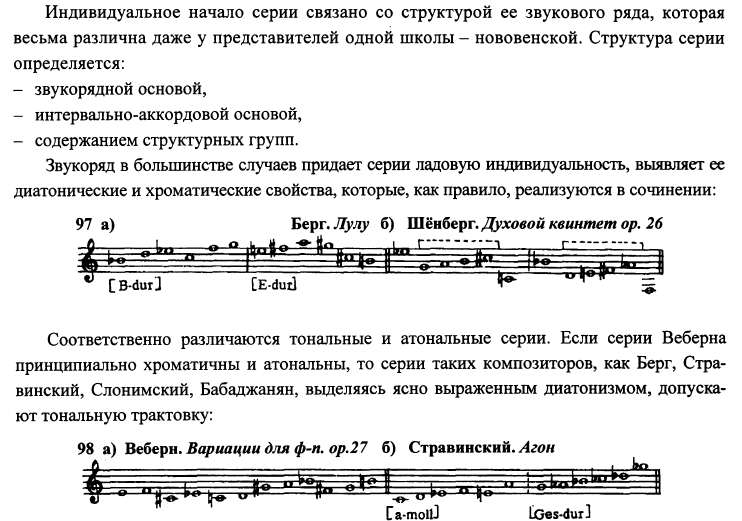 Индивидуальное начало серии связано со структурой ее звукового ряда, которая
весьма различна даже у представителей одной школы – нововенской. Структура серии
определяется:
– звукорядной основой,
– интервально-аккордовой основой,
– содержанием структурных групп.
Звукоряд в большинстве случаев придает серии ладовую индивидуальность, выявляет ее
диатонические и хроматические свойства, которые, как правило, реализуются в сочинении:
97 а) Берг. Лулу б) Шёнберг. Духовой квинтет ор. 26
[B-dur] [E-dur]
Соответственно различаются тональные и атональные серии. Если серии Веберна
принципиально хроматичны и атональны, то серии таких композиторов, как Берг, Стра-
винский, Слонимский, Бабаджанян, выделяясь ясно выраженным диатонизмом, допуска-
ют тональную трактовку:
98 а) Веберн. Вариации для ф-п. ор.27 б) Стравинский. Агон
[a-moll] [Ges-dur]